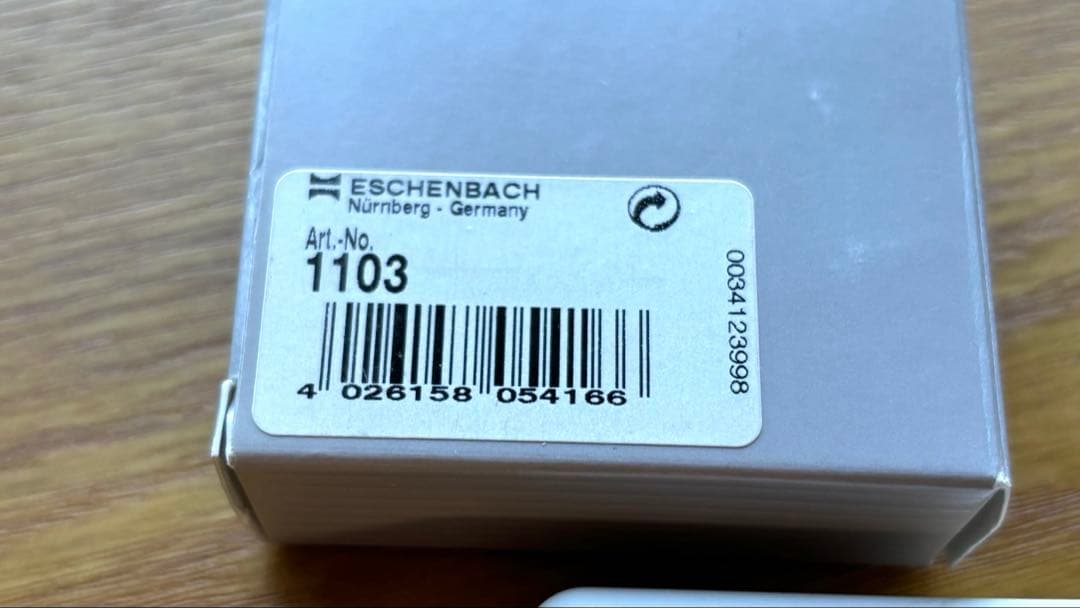 ESCHENBACH
Nürnberg - Germany
Art.-No.
1103
4 026158 054166
0034123998